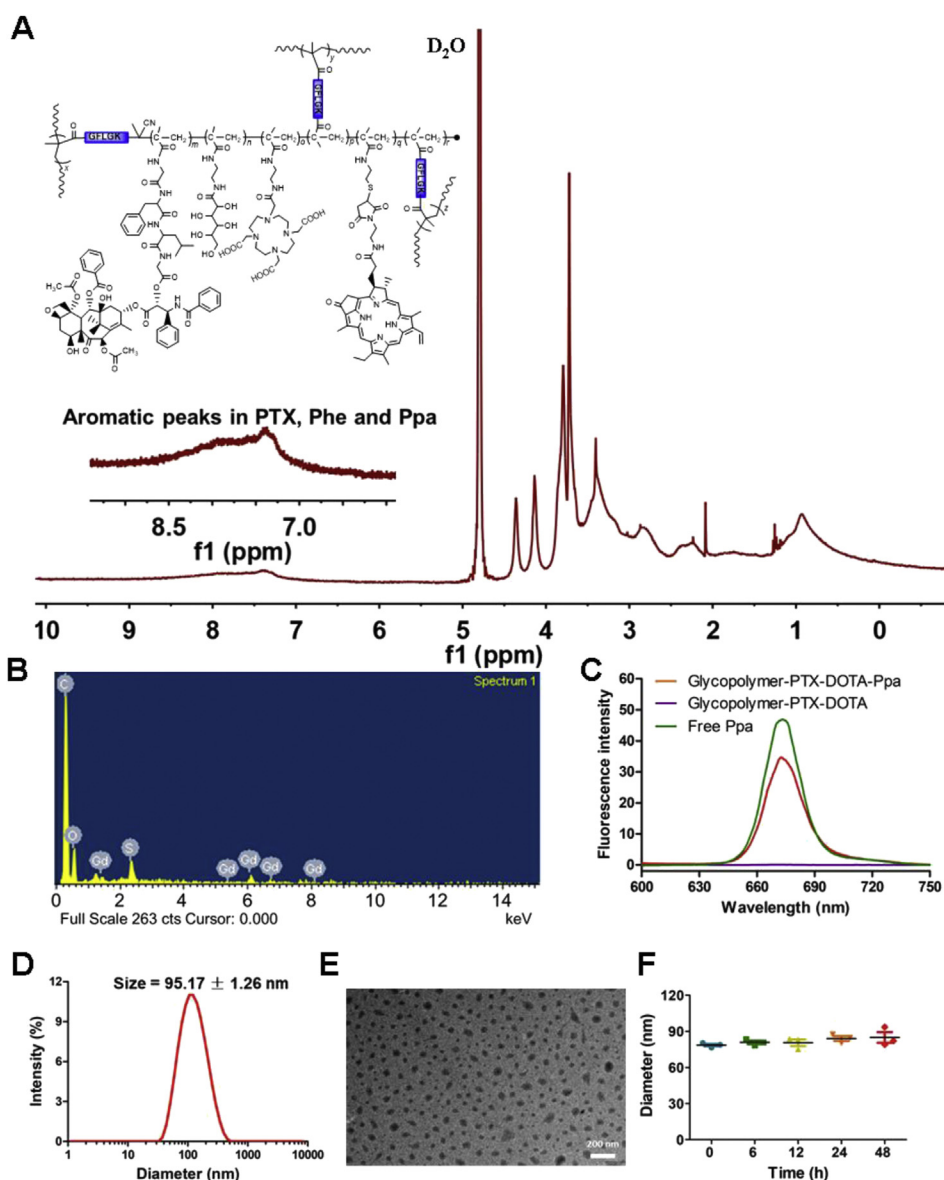 A
D₂O
GFLGK
GFLGK
GFLGK
Aromatic peaks in PTX, Phe and Ppa
8.5 7.0
f1 (ppm)
10 9 8 7 6 5 4 3 2 1 0
f1 (ppm)
B
Spectrum 1
C
O
Gd
S
Gd
Gd
Gd
Gd
0 2 4 6 8 10 12 14
Full Scale 263 cts Cursor: 0.000 keV
C
Glycopolymer-PTX-DOTA-Ppa
Glycopolymer-PTX-DOTA
Free Ppa
Fluorescence intensity
60
50
40
30
20
10
0
600 630 660 690 720 750
Wavelength (nm)
D
Size = 95.17 ± 1.26 nm
Intensity (%)
12
9
6
3
0
1 10 100 1000 10000
Diameter (nm)
E
200 nm
F
Diameter (nm)
120
90
60
30
0
0 6 12 24 48
Time (h)